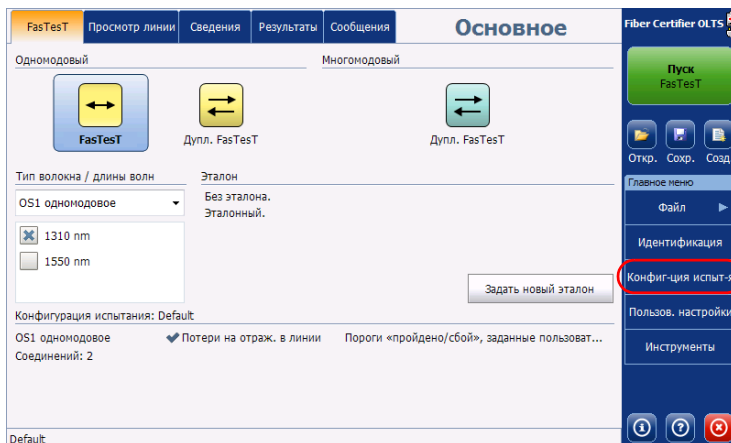 FasTesT
Просмотр линии
Сведения
Результаты
Сообщения
Основное
Fiber Certifier OLTS
Одномодовый
Многомодовый
FasTesT
Дупл. FasTesT
Дупл. FasTesT
Тип волокна / длины волн
Эталон
OS1 одномодовое
Без эталона.
Эталонный.
1310 nm
1550 nm
Задать новый эталон
Конфигурация испытания: Default
OS1 одномодовое
Потери на отраж. в линии
Пороги «пройдено/сбой», заданные пользоват...
Соединений: 2
Default
Пуск
FasTesT
Откр.
Сохр.
Созд
Главное меню
Файл
Идентификация
Конфиг-ция испыт-я
Пользов. настройки
Инструменты